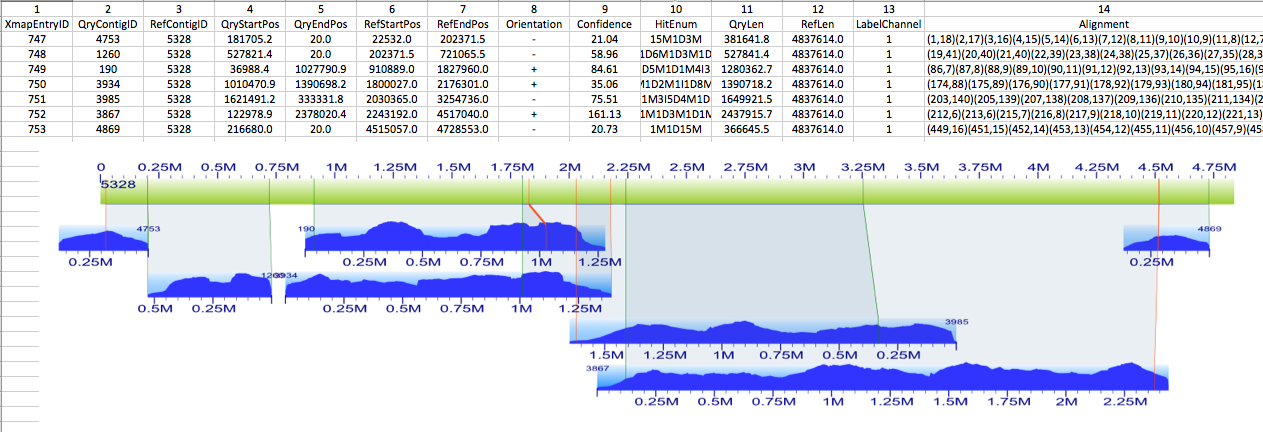 1 2 3 4 5 6 7 8 9 10 11 12 13 14
XmapEntryID QryContigID RefContigID QryStartPos QryEndPos RefStartPos RefEndPos Orientation Confidence HitEnum QryLen RefLen LabelChannel Alignment
747 4753 5328 181705.2 20.0 22532.0 202371.5 - 21.04 15M1D3M 381641.8 4837614.0 1 (1,18)(2,17)(3,16)(4,15)(5,14)(6,13)(7,12)(8,11)(9,10)(10,9)(11,8)(12,7
748 1260 5328 527821.4 20.0 202371.5 721065.5 - 58.96 1D6M1D3M1D 527841.4 4837614.0 1 (19,41)(20,40)(21,40)(22,39)(23,38)(24,38)(25,37)(26,36)(27,35)(28,3
749 190 5328 36988.4 1027790.9 910889.0 1827960.0 + 84.61 D5M1D1M4I3 1280362.7 4837614.0 1 (86,7)(87,8)(88,9)(89,10)(90,11)(91,12)(92,13)(93,14)(94,15)(95,16)(9
750 3934 5328 1010470.9 1390698.2 1800027.0 2176301.0 + 35.06 1D2M1I1D8M 1390718.2 4837614.0 1 (174,88)(175,89)(176,90)(177,91)(178,92)(179,93)(180,94)(181,95)(1
751 3985 5328 1621491.2 333331.8 2030365.0 3254736.0 - 75.51 1M3I5D4M1D 1649921.5 4837614.0 1 (203,140)(205,139)(207,138)(208,137)(209,136)(210,135)(211,134)(2
752 3867 5328 122978.9 2378020.4 2243192.0 4517040.0 + 161.13 1M1D3M1D1 2437915.7 4837614.0 1 (212,6)(213,6)(215,7)(216,8)(217,9)(218,10)(219,11)(220,12)(221,13)
753 4869 5328 216680.0 20.0 4515057.0 4728553.0 - 20.73 1M1D15M 366645.5 4837614.0 1 (449,16)(451,15)(452,14)(453,13)(454,12)(455,11)(456,10)(457,9)(45
0 0.25M 0.5M 0.75M 1M 1.25M 1.5M 1.75M 2M 2.25M 2.5M 2.75M 3M 3.25M 3.5M 3.75M 4M 4.25M 4.5M 4.75M
5328
4753 190 4869
0.25M 0.25M 0.5M 0.75M 1M 1.25M 0.25M
3934
0.5M 0.25M 0.25M 0.5M 0.75M 1M 1.25M
3985
1.5M 1.25M 1M 0.75M 0.5M 0.25M
3867
0.25M 0.5M 0.75M 1M 1.25M 1.5M 1.75M 2M 2.25M